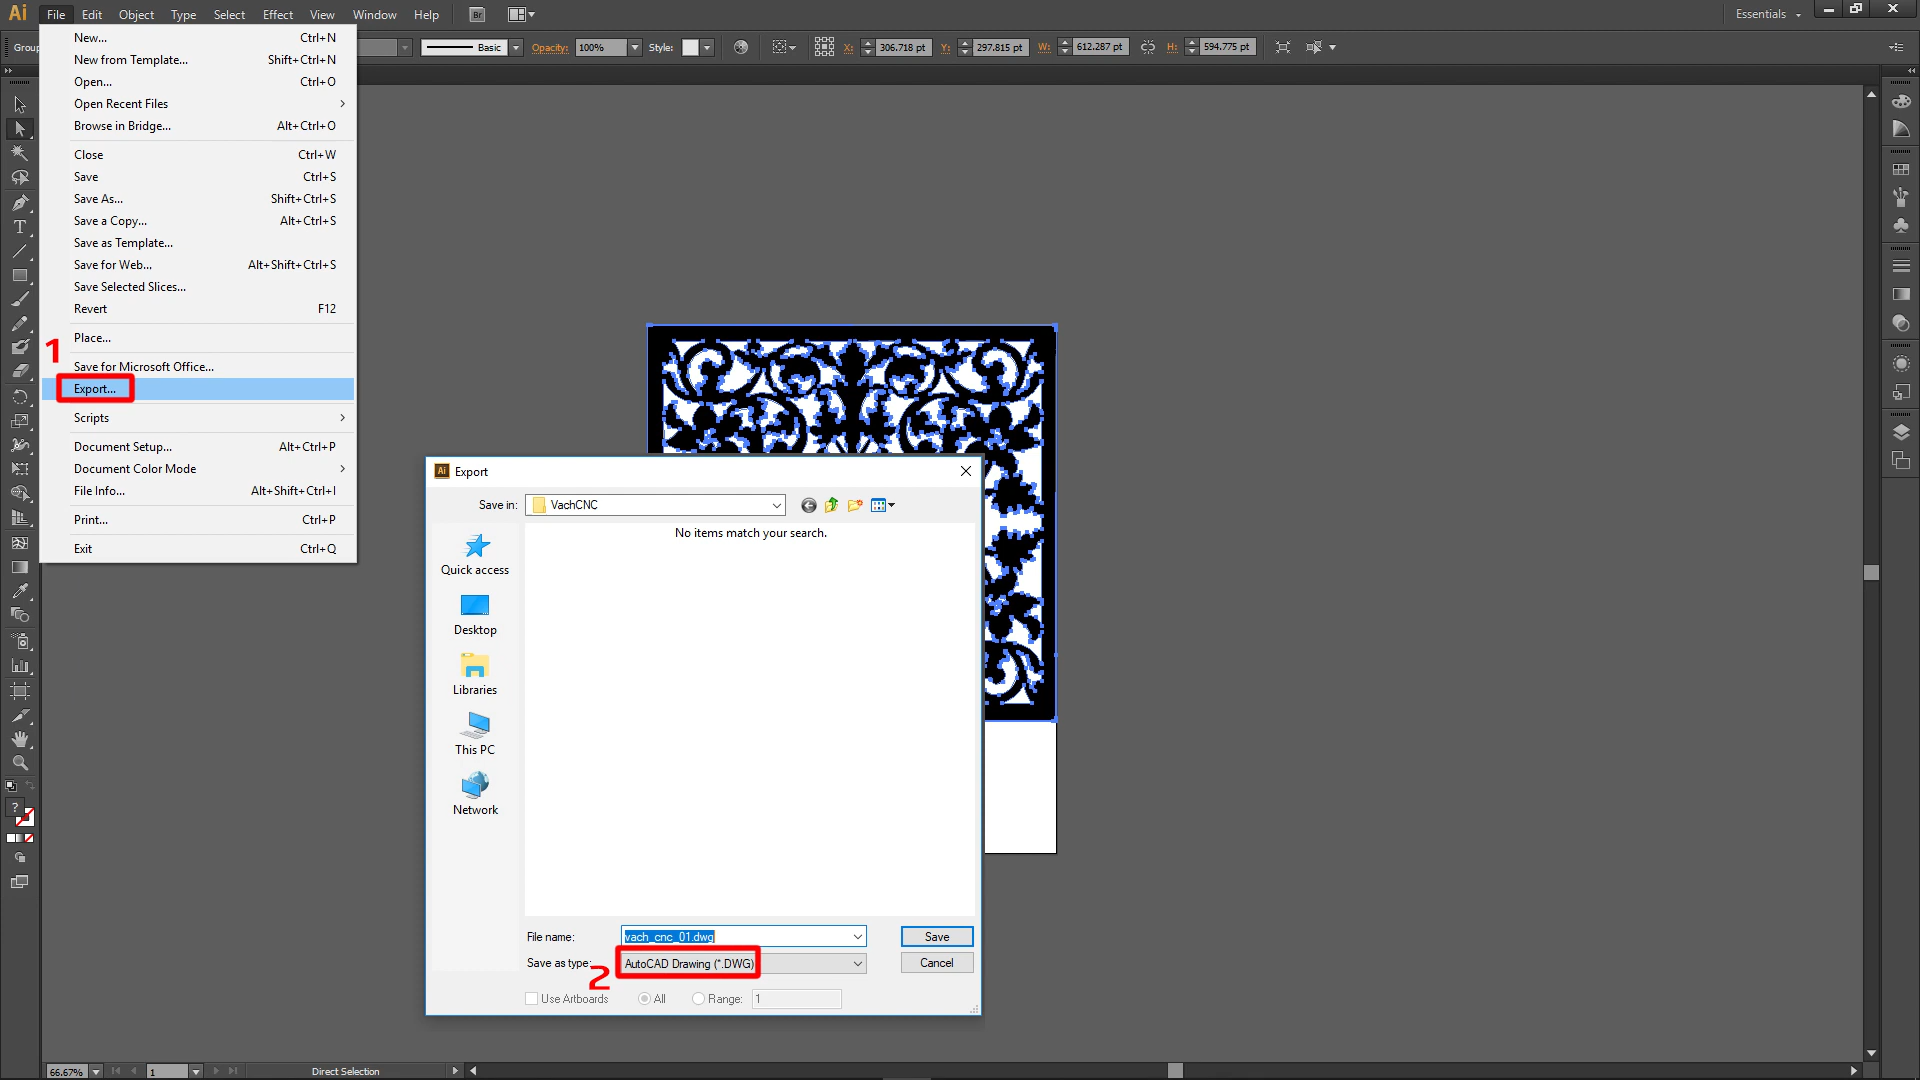 Ai File Edit Object Type Select Effect View Window Help Br Essentials
Group Basic Opacity: 100% Style: X: 306.718 pt Y: 297.815 pt W: 612.287 pt H: 594.775 pt
New... Ctrl+N
New from Template... Shift+Ctrl+N
Open... Ctrl+O
Open Recent Files
Browse in Bridge... Alt+Ctrl+O
Close Ctrl+W
Save Ctrl+S
Save As... Shift+Ctrl+S
Save a Copy... Alt+Ctrl+S
Save as Template...
Save for Web... Alt+Shift+Ctrl+S
Save Selected Slices...
Revert F12
Place...
1
Save for Microsoft Office...
Export...
Scripts
Document Setup... Alt+Ctrl+P
Document Color Mode
File Info... Alt+Shift+Ctrl+I
Print... Ctrl+P
Exit Ctrl+Q
Ai Export
Save in: VachCNC
No items match your search.
Quick access
Desktop
Libraries
This PC
Network
File name: vach_cnc_01.dwg Save
Save as type: AutoCAD Drawing (*.DWG) Cancel
2
Use Artboards All Range: 1
?
66.67% 1 Direct Selection